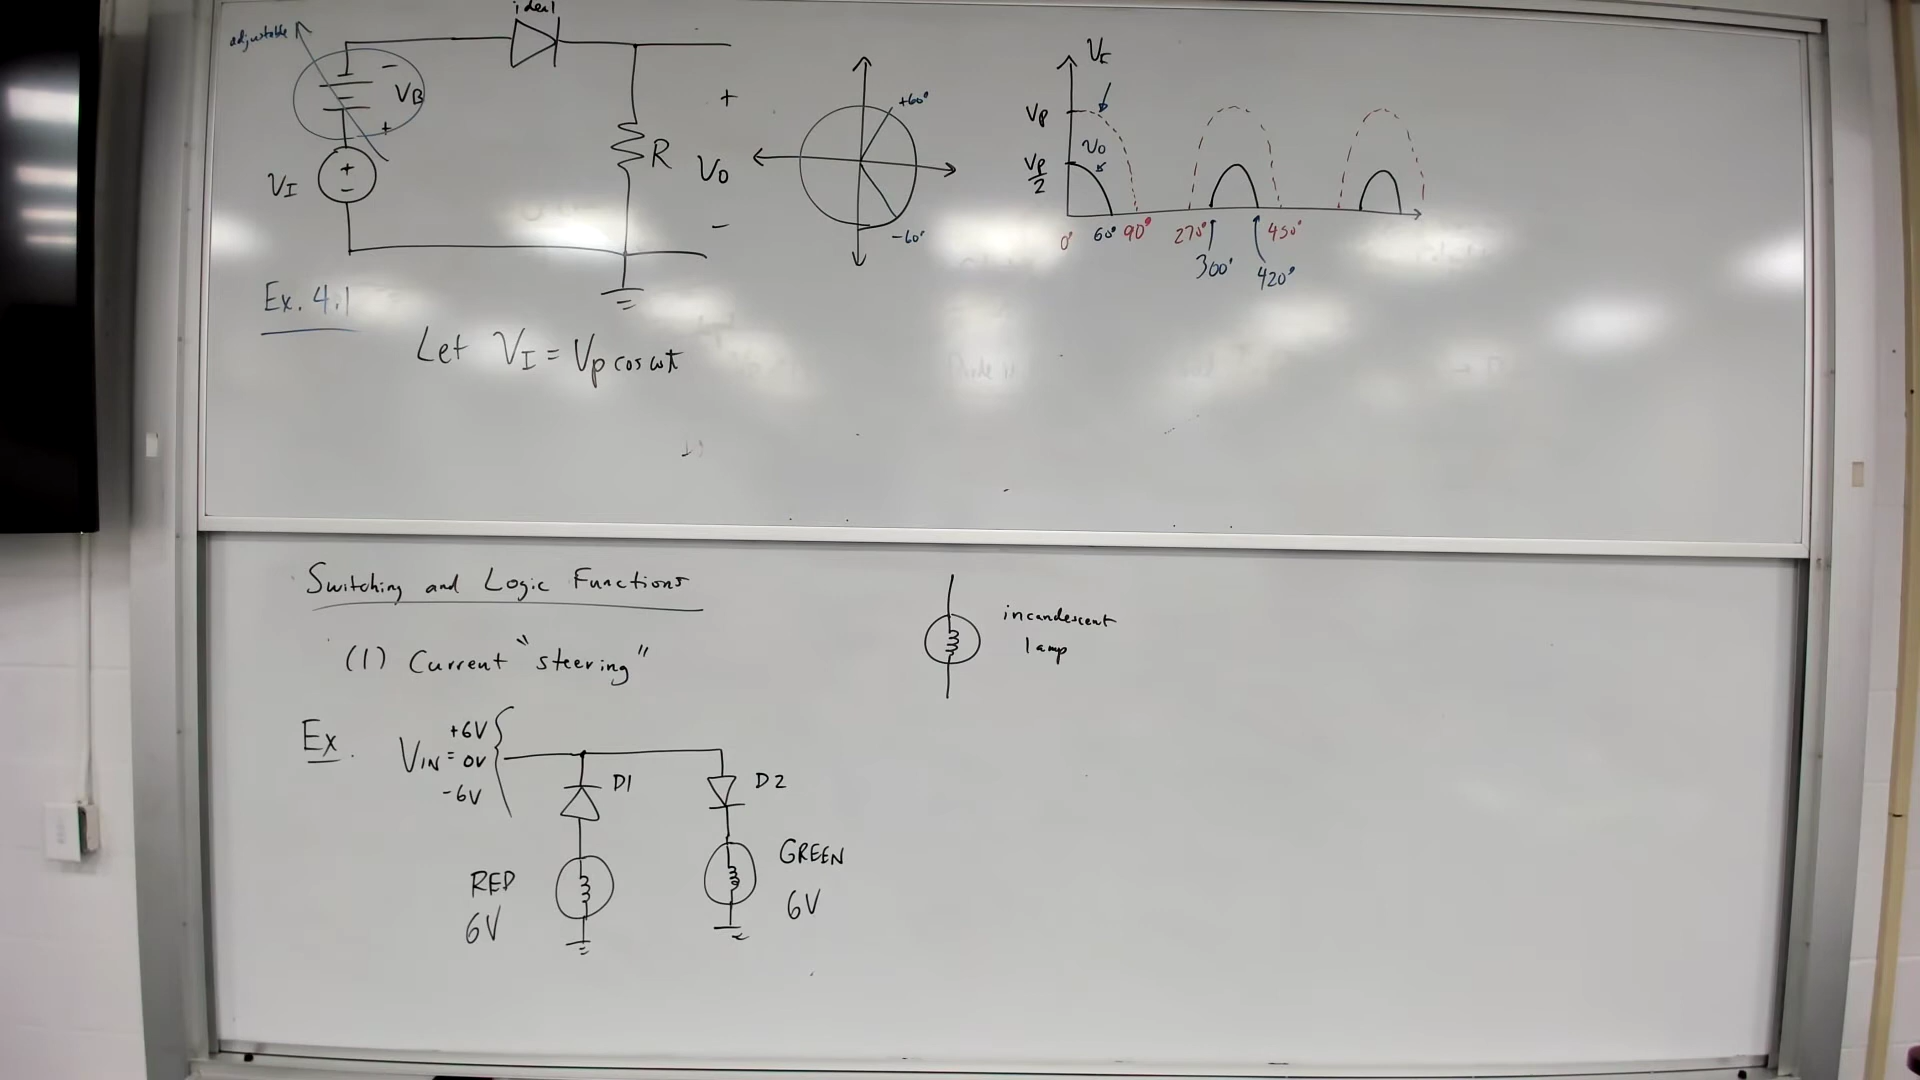 ideal
adjustable
−
VB
+
+
−
VI
R
+
VO
−
Ex. 4.1
Let VI = Vp cos ωt
+60°
-60°
VI
Vp
VO
Vp/2
0° 60° 90° 270° 450°
300° 420°
Switching and Logic Functions
(1) Current "steering"
incandescent
lamp
Ex.
+6V
VIN = 0V
-6V
D1
D2
RED
6V
GREEN
6V